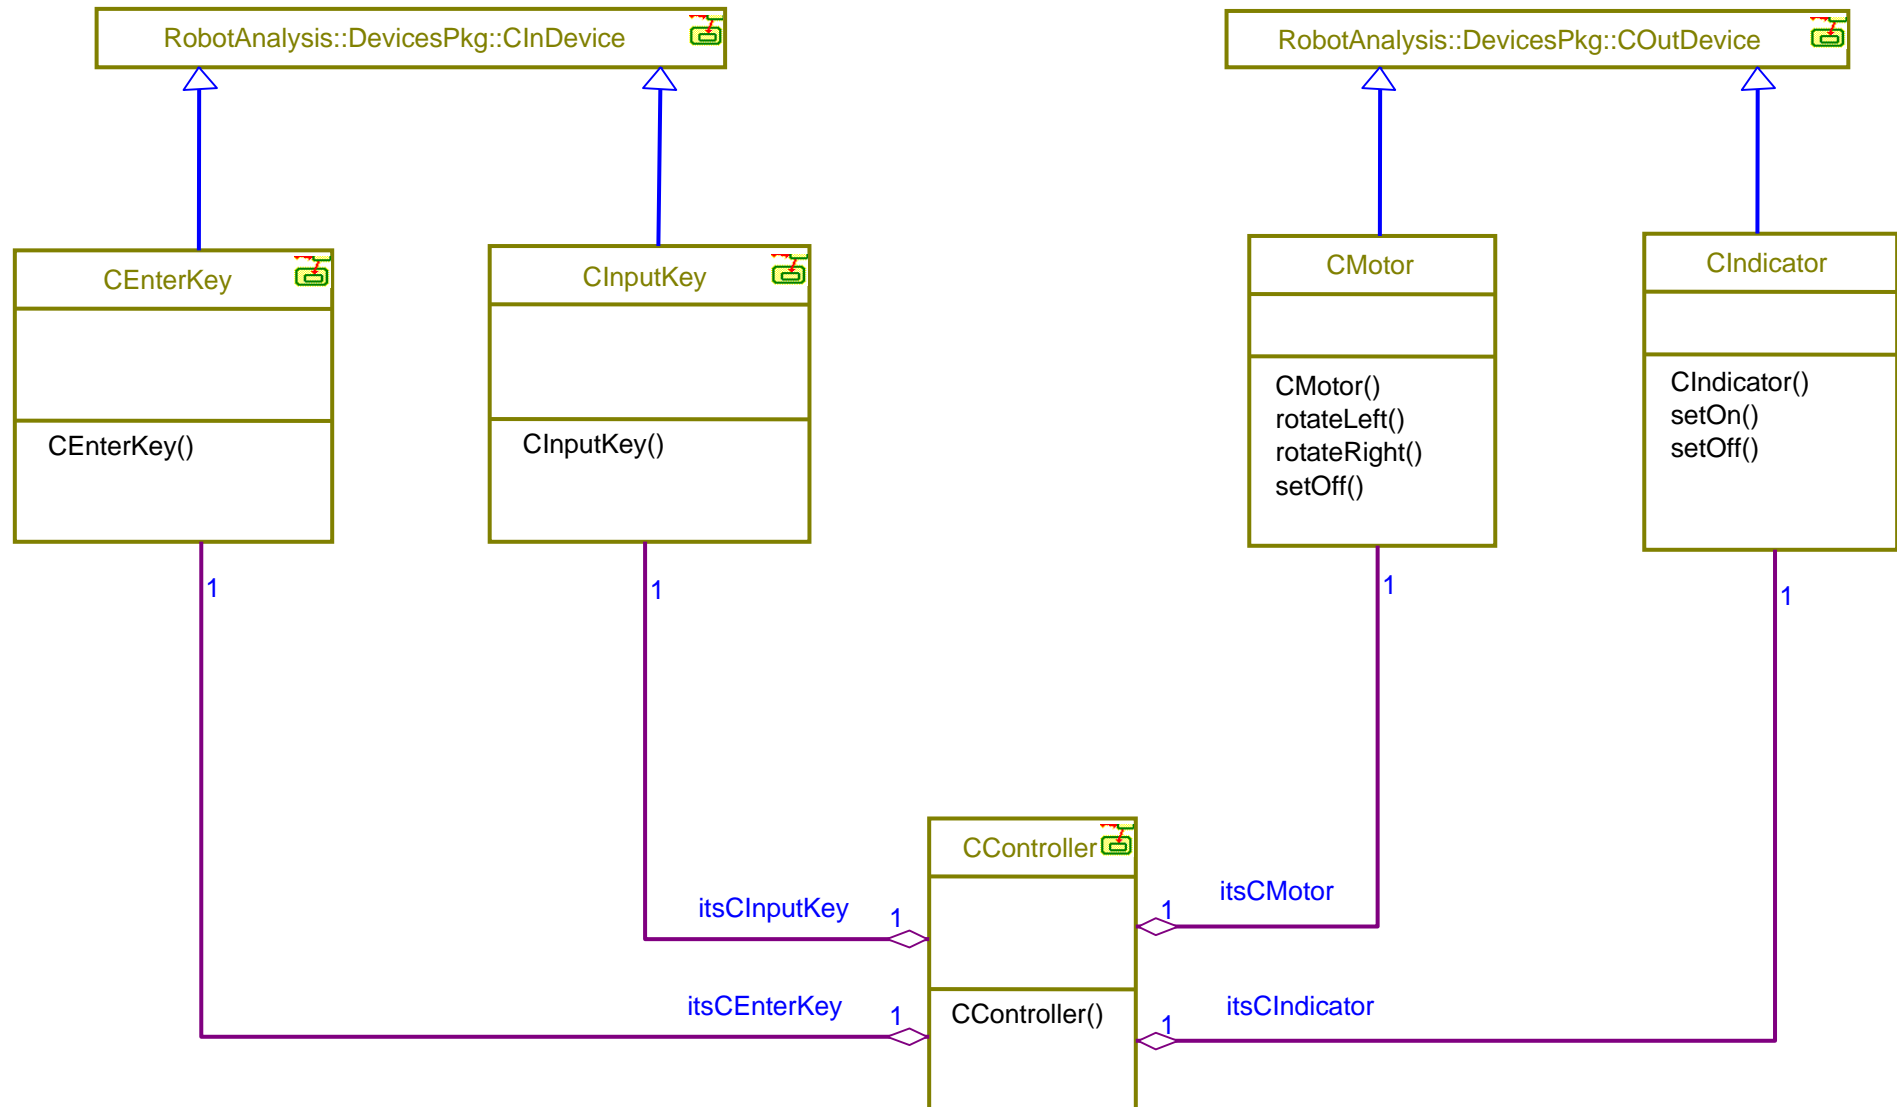 RobotAnalysis::DevicesPkg::CInDevice
RobotAnalysis::DevicesPkg::COutDevice
CEnterKey
CEnterKey()
CInputKey
CInputKey()
CMotor
CMotor()
rotateLeft()
rotateRight()
setOff()
CIndicator
CIndicator()
setOn()
setOff()
1
1
1
1
CController
CController()
itsCInputKey
1
itsCEnterKey
1
1
itsCMotor
1
itsCIndicator